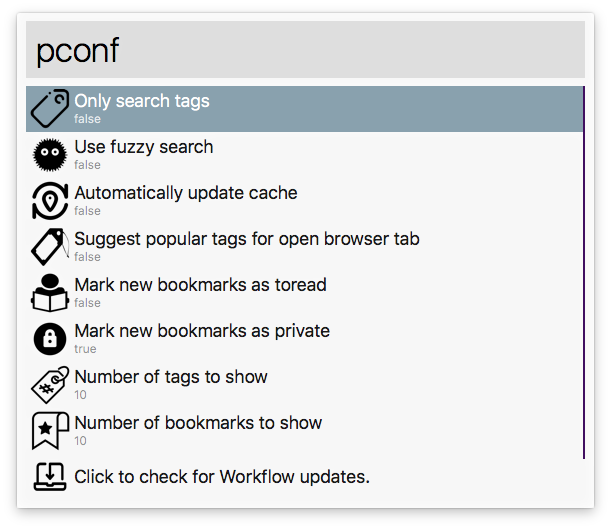 pconf
Only search tags
false
Use fuzzy search
false
Automatically update cache
false
Suggest popular tags for open browser tab
false
Mark new bookmarks as toread
false
Mark new bookmarks as private
true
Number of tags to show
10
Number of bookmarks to show
10
Click to check for Workflow updates.